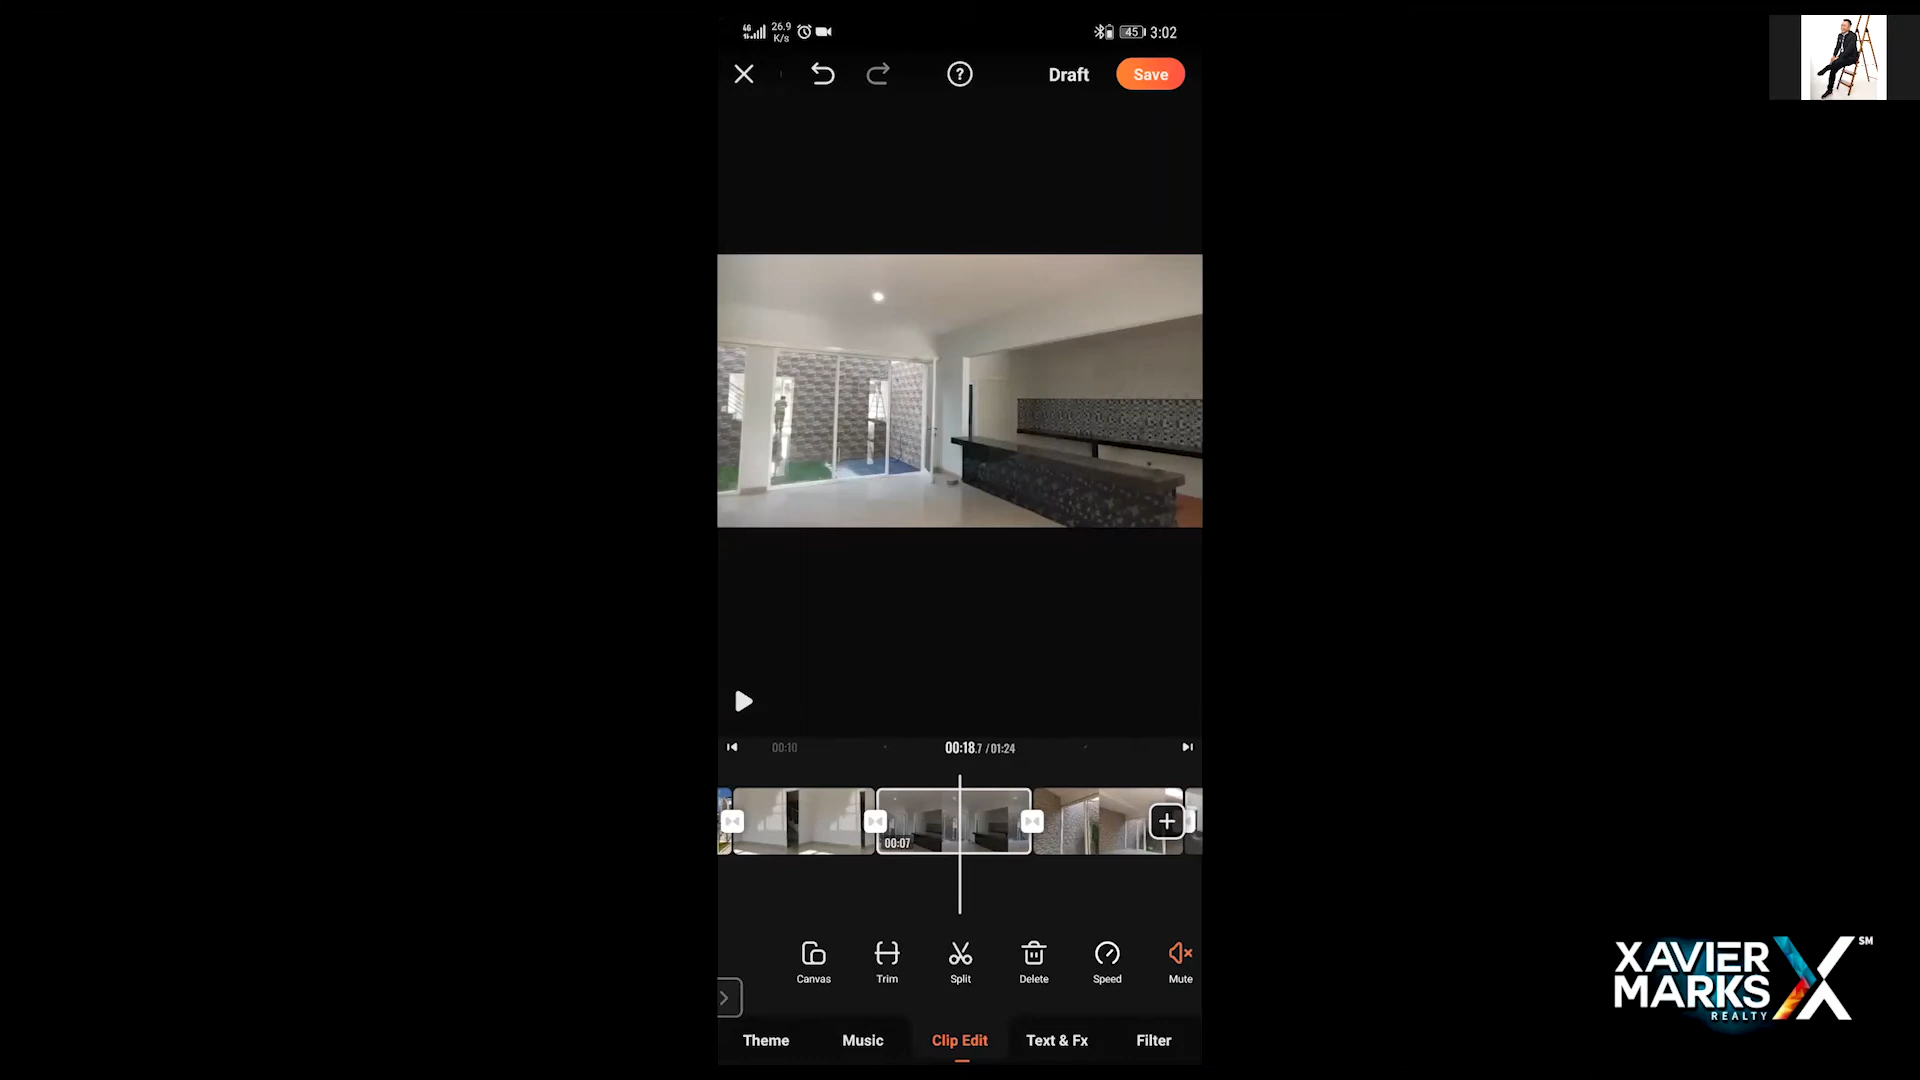 4G 26.9 K/s 45 3:02
Draft Save
00:10 00:18.7 / 01:24
00:07
Canvas Trim Split Delete Speed Mute
Theme Music Clip Edit Text & Fx Filter
XAVIER SM
MARKS
REALTY